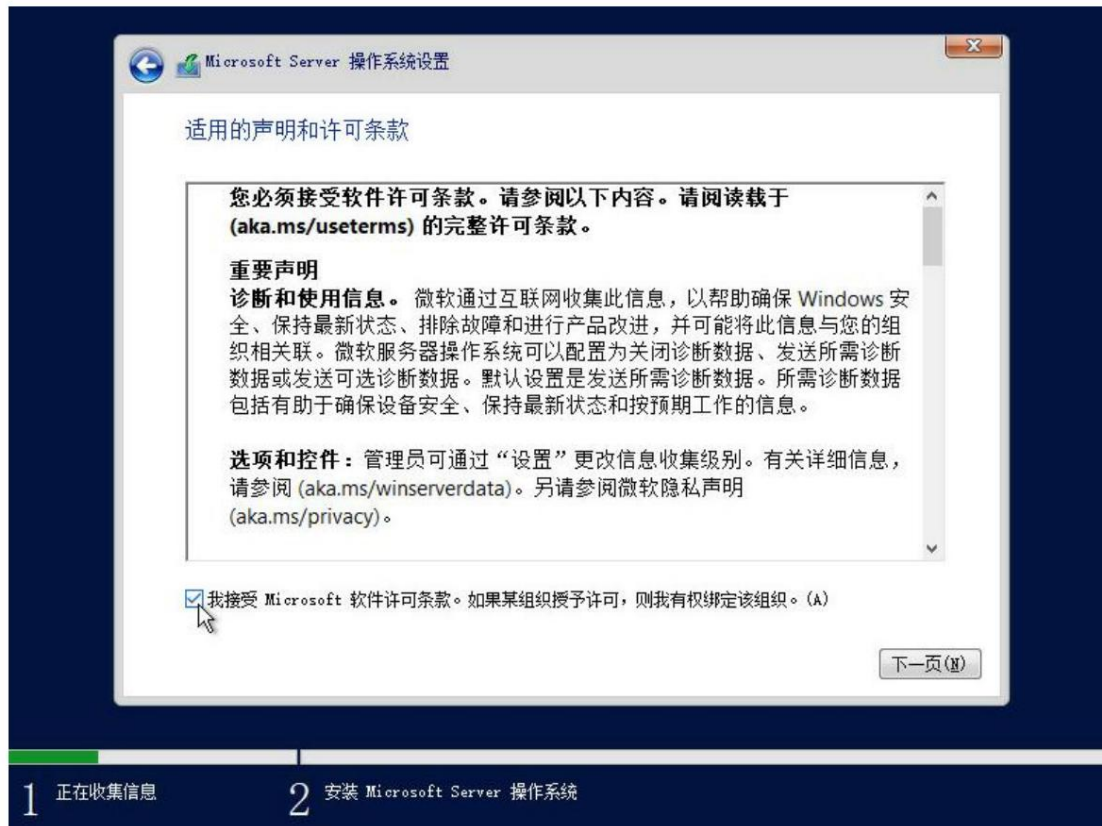 Microsoft Server 操作系统设置
适用的声明和许可条款
您必须接受软件许可条款。请参阅以下内容。请阅读载于
(aka.ms/useterms) 的完整许可条款。
重要声明
诊断和使用信息。 微软通过互联网收集此信息，以帮助确保 Windows 安
全、保持最新状态、排除故障和进行产品改进，并可能将此信息与您的组
织相关联。微软服务器操作系统可以配置为关闭诊断数据、发送所需诊断
数据或发送可选诊断数据。默认设置是发送所需诊断数据。所需诊断数据
包括有助于确保设备安全、保持最新状态和按预期工作的信息。
选项和控件：管理员可通过“设置”更改信息收集级别。有关详细信息，
请参阅 (aka.ms/winserverdata)。另请参阅微软隐私声明
(aka.ms/privacy)。
我接受 Microsoft 软件许可条款。如果某组织授予许可，则我有权绑定该组织。(A)
下一页(N)
1 正在收集信息
2 安装 Microsoft Server 操作系统